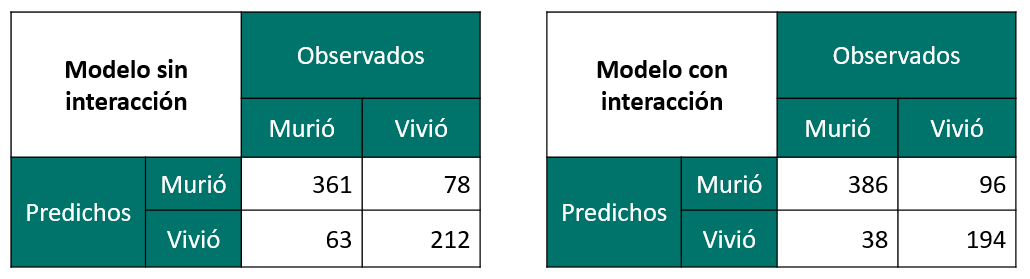 Modelo sin
interacción
Observados
Murió Vivió
Predichos
Murió 361 78
Vivió 63 212
Modelo con
interacción
Observados
Murió Vivió
Predichos
Murió 386 96
Vivió 38 194